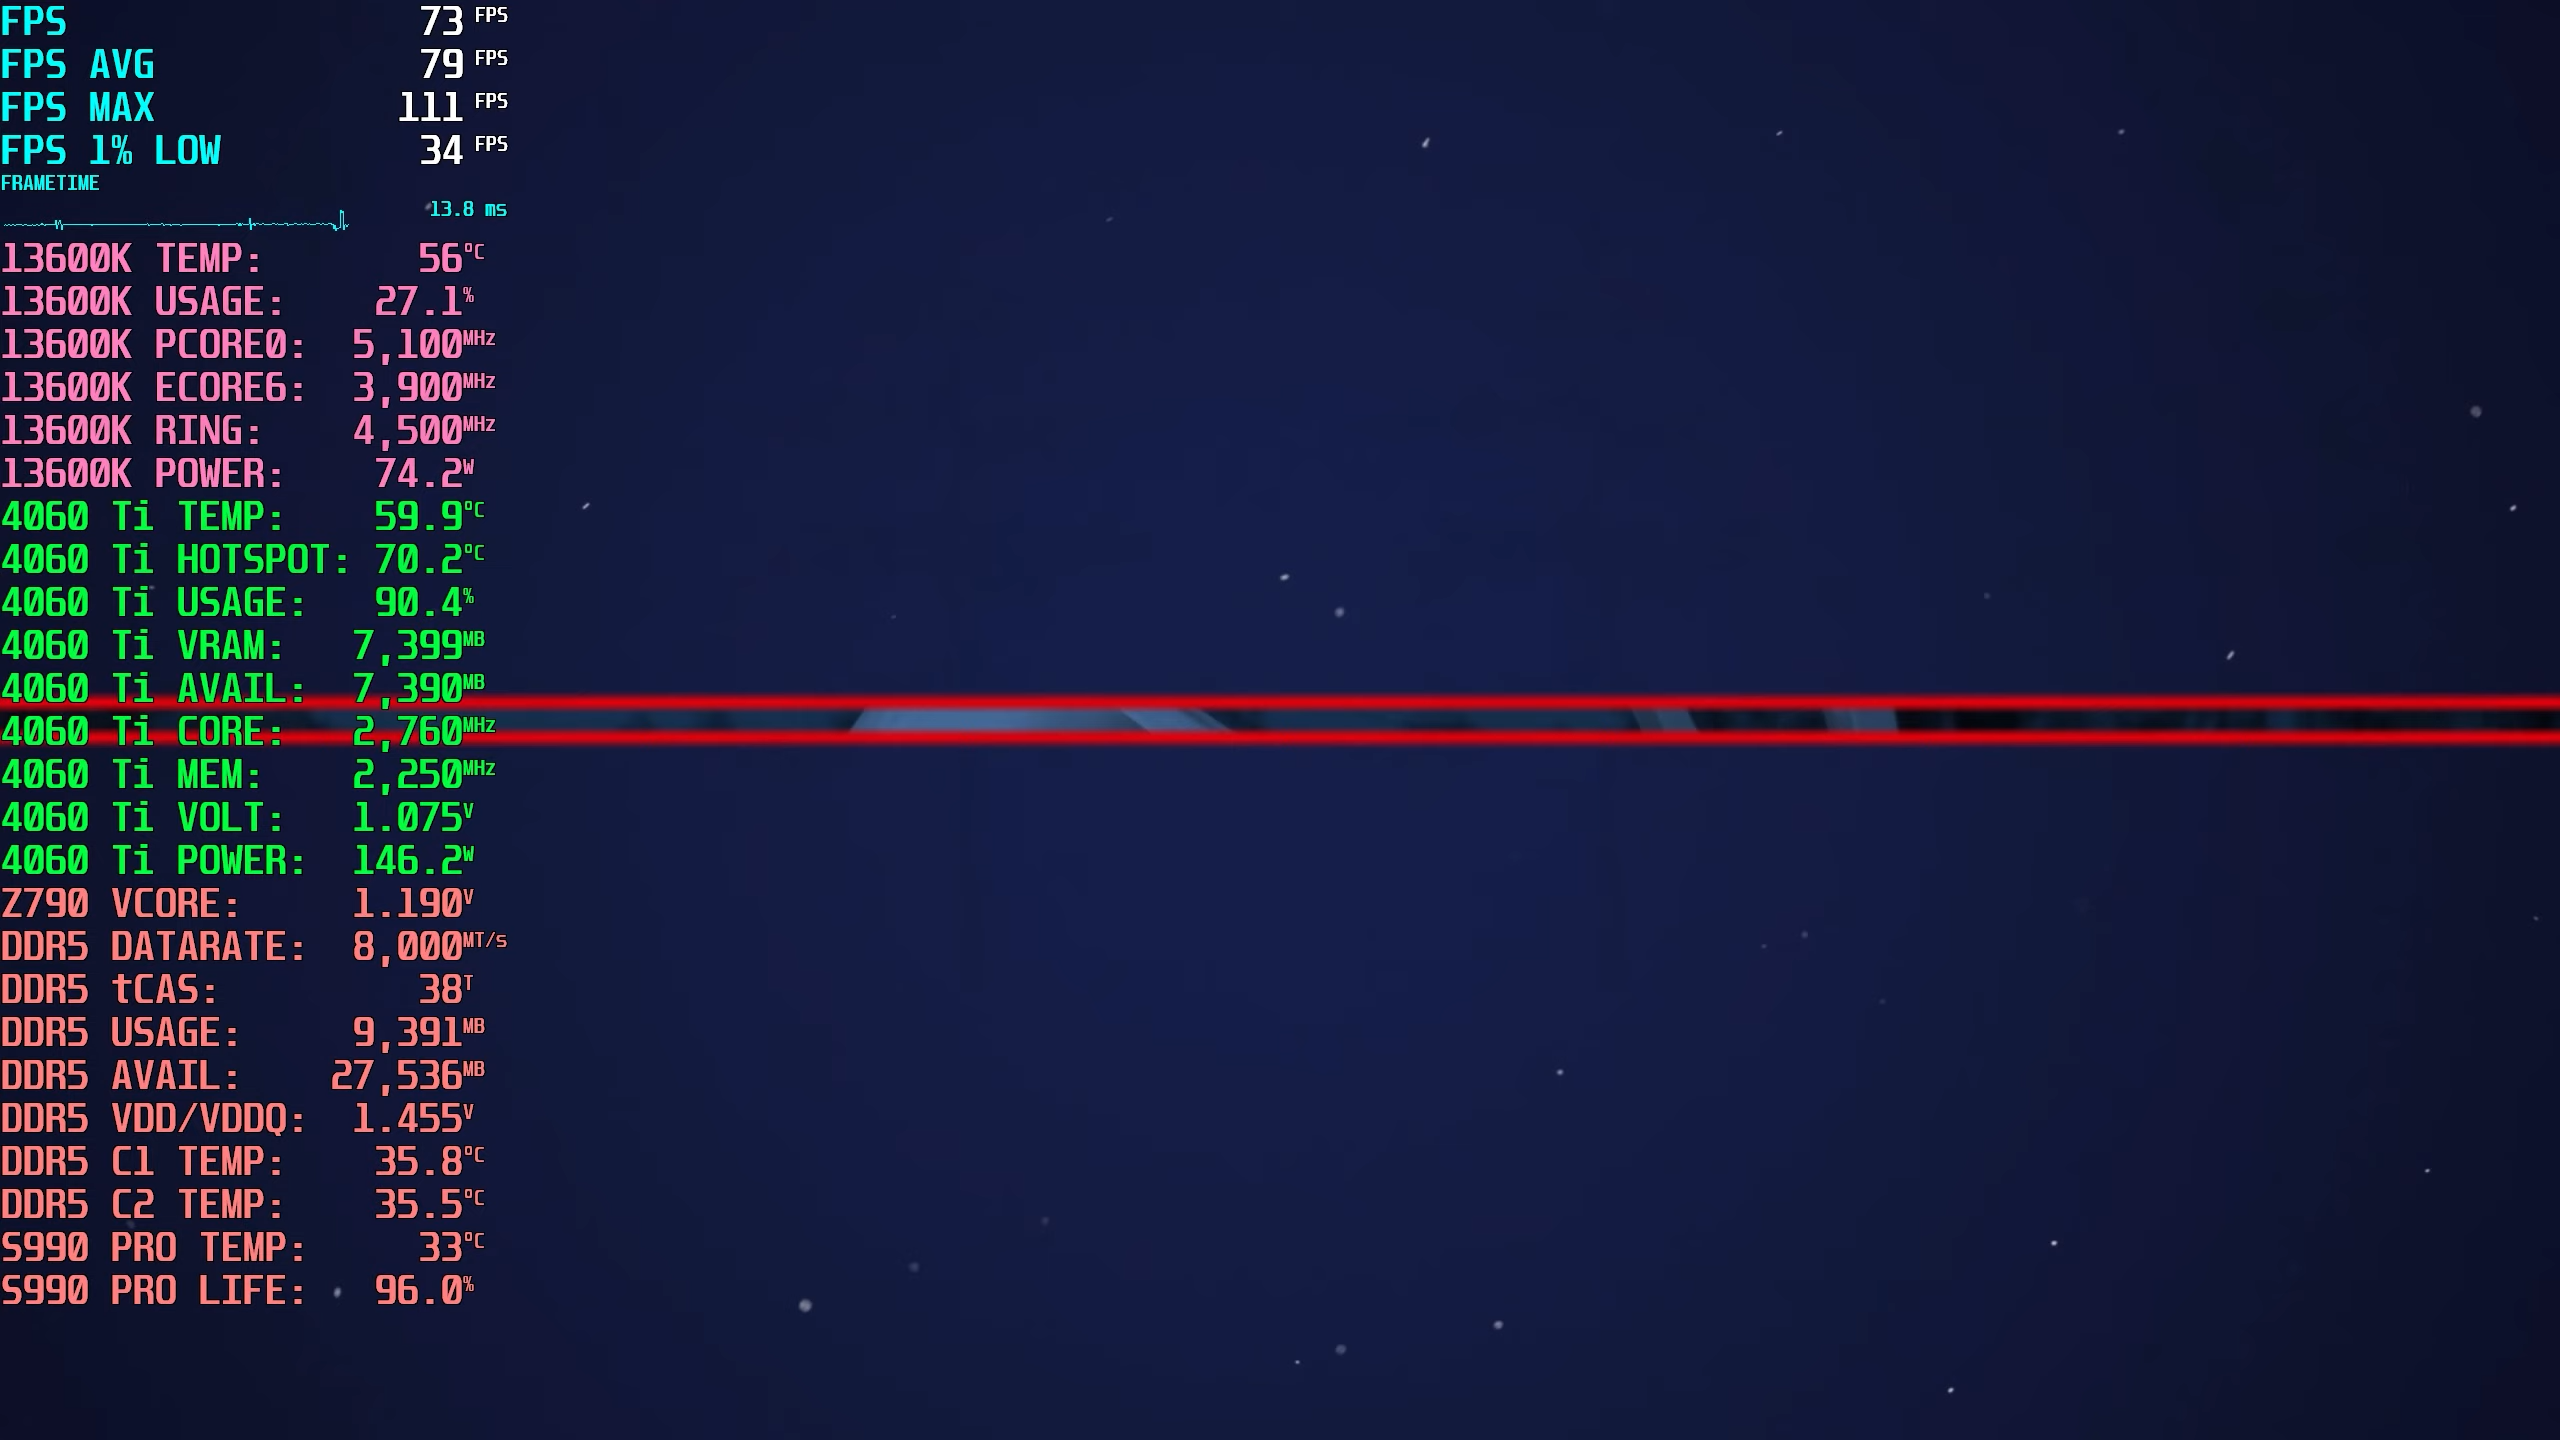 FPS 73 FPS
FPS AVG 79 FPS
FPS MAX 111 FPS
FPS 1% LOW 34 FPS
FRAMETIME
13.8 ms
13600K TEMP: 56°C
13600K USAGE: 27.1%
13600K PCORE0: 5,100MHz
13600K ECORE6: 3,900MHz
13600K RING: 4,500MHz
13600K POWER: 74.2W
4060 Ti TEMP: 59.9°C
4060 Ti HOTSPOT: 70.2°C
4060 Ti USAGE: 90.4%
4060 Ti VRAM: 7,399MB
4060 Ti AVAIL: 7,390MB
4060 Ti CORE: 2,760MHz
4060 Ti MEM: 2,250MHz
4060 Ti VOLT: 1.075V
4060 Ti POWER: 146.2W
Z790 VCORE: 1.190V
DDR5 DATARATE: 8,000MT/s
DDR5 tCAS: 38T
DDR5 USAGE: 9,391MB
DDR5 AVAIL: 27,536MB
DDR5 VDD/VDDQ: 1.455V
DDR5 C1 TEMP: 35.8°C
DDR5 C2 TEMP: 35.5°C
S990 PRO TEMP: 33°C
S990 PRO LIFE: 96.0%